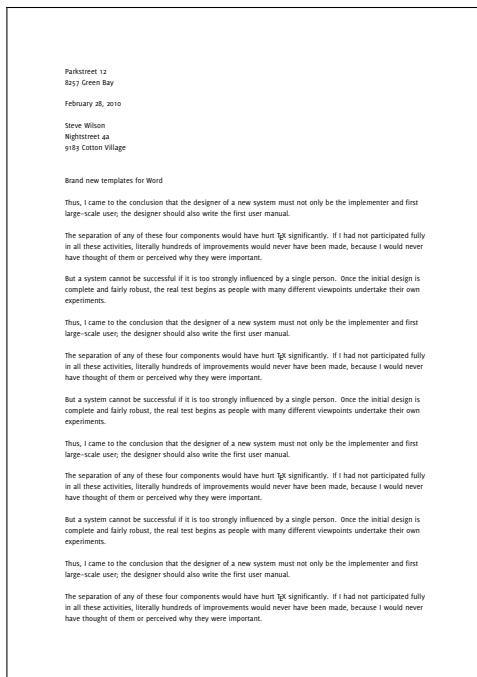 Parkstreet 12
8257 Green Bay
February 28, 2010
Steve Wilson
Nightstreet 4a
9183 Cotton Village
Brand new templates for Word
Thus, I came to the conclusion that the designer of a new system must not only be the implementer and first
large-scale user; the designer should also write the first user manual.
The separation of any of these four components would have hurt TEX significantly. If I had not participated fully
in all these activities, literally hundreds of improvements would never have been made, because I would never
have thought of them or perceived why they were important.
But a system cannot be successful if it is too strongly influenced by a single person. Once the initial design is
complete and fairly robust, the real test begins as people with many different viewpoints undertake their own
experiments.
Thus, I came to the conclusion that the designer of a new system must not only be the implementer and first
large-scale user; the designer should also write the first user manual.
The separation of any of these four components would have hurt TEX significantly. If I had not participated fully
in all these activities, literally hundreds of improvements would never have been made, because I would never
have thought of them or perceived why they were important.
But a system cannot be successful if it is too strongly influenced by a single person. Once the initial design is
complete and fairly robust, the real test begins as people with many different viewpoints undertake their own
experiments.
Thus, I came to the conclusion that the designer of a new system must not only be the implementer and first
large-scale user; the designer should also write the first user manual.
The separation of any of these four components would have hurt TEX significantly. If I had not participated fully
in all these activities, literally hundreds of improvements would never have been made, because I would never
have thought of them or perceived why they were important.
But a system cannot be successful if it is too strongly influenced by a single person. Once the initial design is
complete and fairly robust, the real test begins as people with many different viewpoints undertake their own
experiments.
Thus, I came to the conclusion that the designer of a new system must not only be the implementer and first
large-scale user; the designer should also write the first user manual.
The separation of any of these four components would have hurt TEX significantly. If I had not participated fully
in all these activities, literally hundreds of improvements would never have been made, because I would never
have thought of them or perceived why they were important.